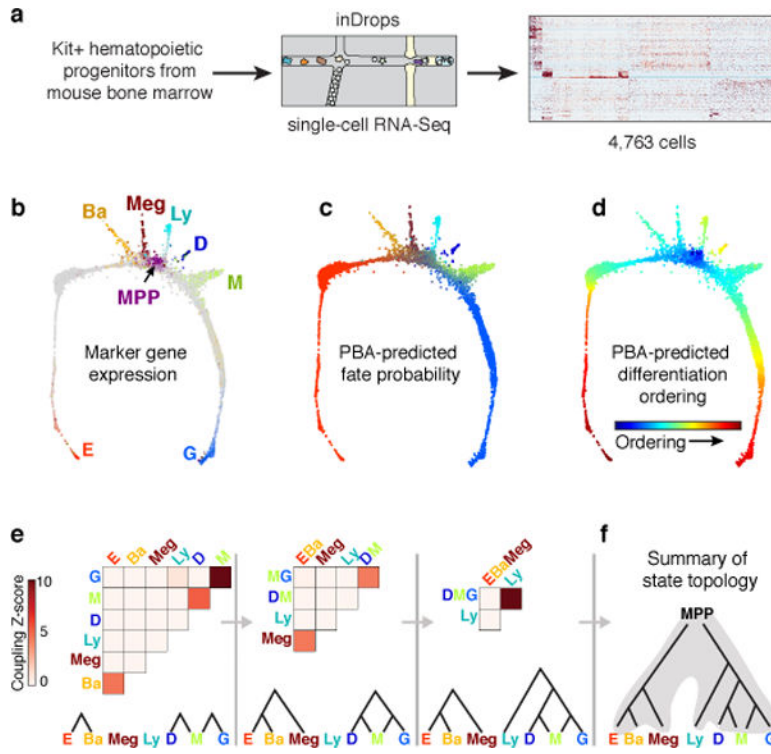 a
inDrops
Kit+ hematopoietic
progenitors from
mouse bone marrow
single-cell RNA-Seq
4,763 cells
b
Ba
Meg
Ly
D
MPP
M
Marker gene
expression
E
G
c
PBA-predicted
fate probability
d
PBA-predicted
differentiation
ordering
Ordering
e
Coupling Z-score
10
5
0
E
Ba
Meg
Ly
D
M
G
M
D
Ly
Meg
Ba
E Ba Meg Ly D M G
EBa
Meg
Ly
DM
MG
DM
Ly
Meg
E Ba Meg Ly D M G
EBaMeg
Ly
DMG
Ly
E Ba Meg Ly D M G
f
Summary of
state topology
MPP
E Ba Meg Ly D M G